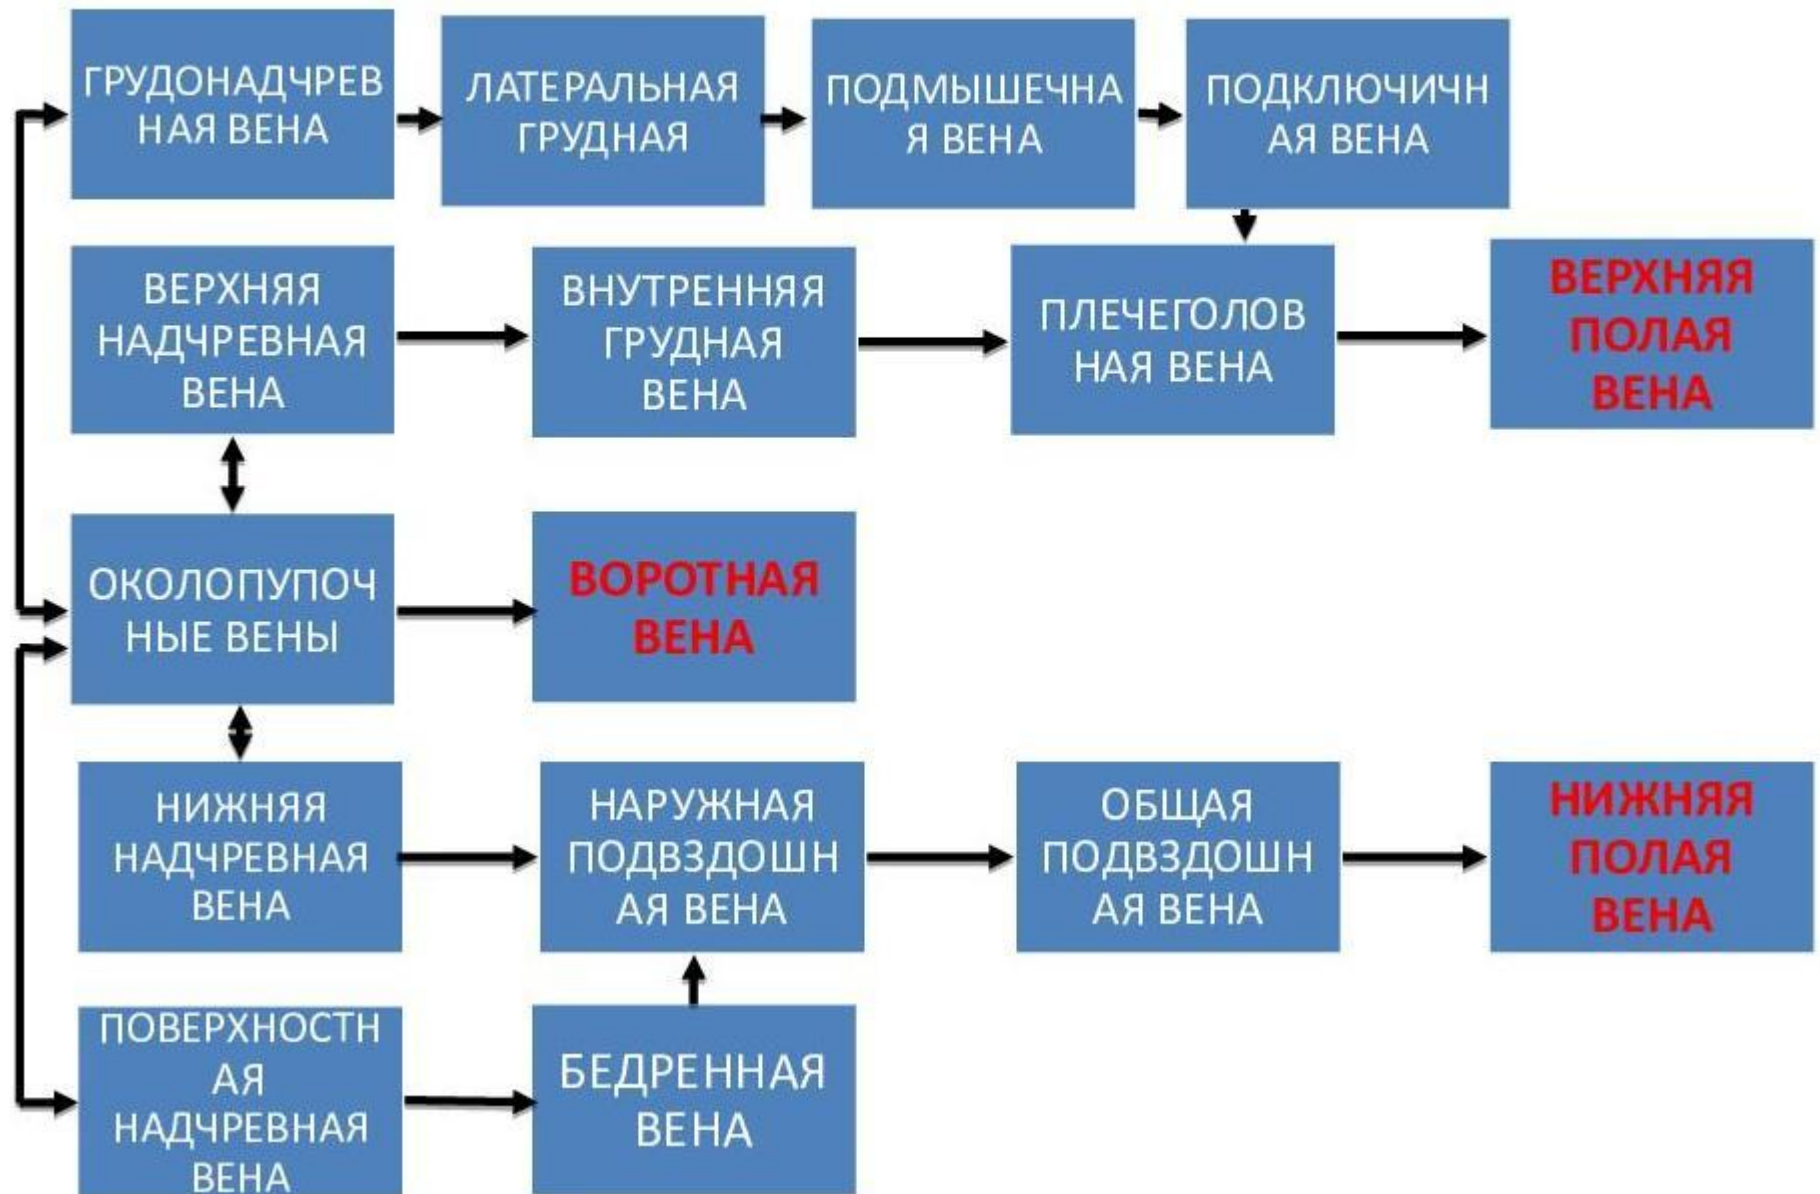 ГРУДОНАДЧРЕВ
НАЯ ВЕНА
ЛАТЕРАЛЬНАЯ
ГРУДНАЯ
ПОДМЫШЕЧНА
Я ВЕНА
ПОДКЛЮЧИЧН
АЯ ВЕНА
ВЕРХНЯЯ
НАДЧРЕВНАЯ
ВЕНА
ВНУТРЕННЯЯ
ГРУДНАЯ
ВЕНА
ПЛЕЧЕГОЛОВ
НАЯ ВЕНА
ВЕРХНЯЯ
ПОЛАЯ
ВЕНА
ОКОЛОПУПОЧ
НЫЕ ВЕНЫ
ВОРОТНАЯ
ВЕНА
НИЖНЯЯ
НАДЧРЕВНАЯ
ВЕНА
НАРУЖНАЯ
ПОДВЗДОШН
АЯ ВЕНА
ОБЩАЯ
ПОДВЗДОШН
АЯ ВЕНА
НИЖНЯЯ
ПОЛАЯ
ВЕНА
ПОВЕРХНОСТН
АЯ
НАДЧРЕВНАЯ
ВЕНА
БЕДРЕННАЯ
ВЕНА